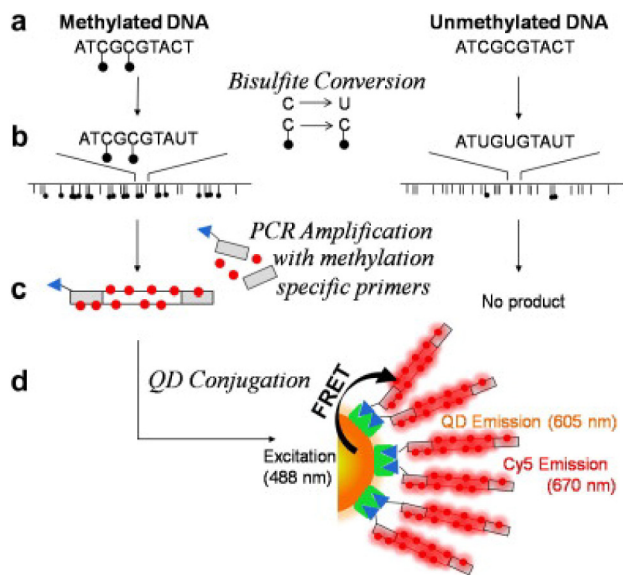 a
Methylated DNA
Unmethylated DNA
ATCGCGTACT
ATCGCGTACT
Bisulfite Conversion
C U
C C
b
ATCGCGTAUT
ATUGUGTAUT
PCR Amplification
with methylation
specific primers
c
No product
d
QD Conjugation
FRET
QD Emission (605 nm)
Excitation
(488 nm)
Cy5 Emission
(670 nm)